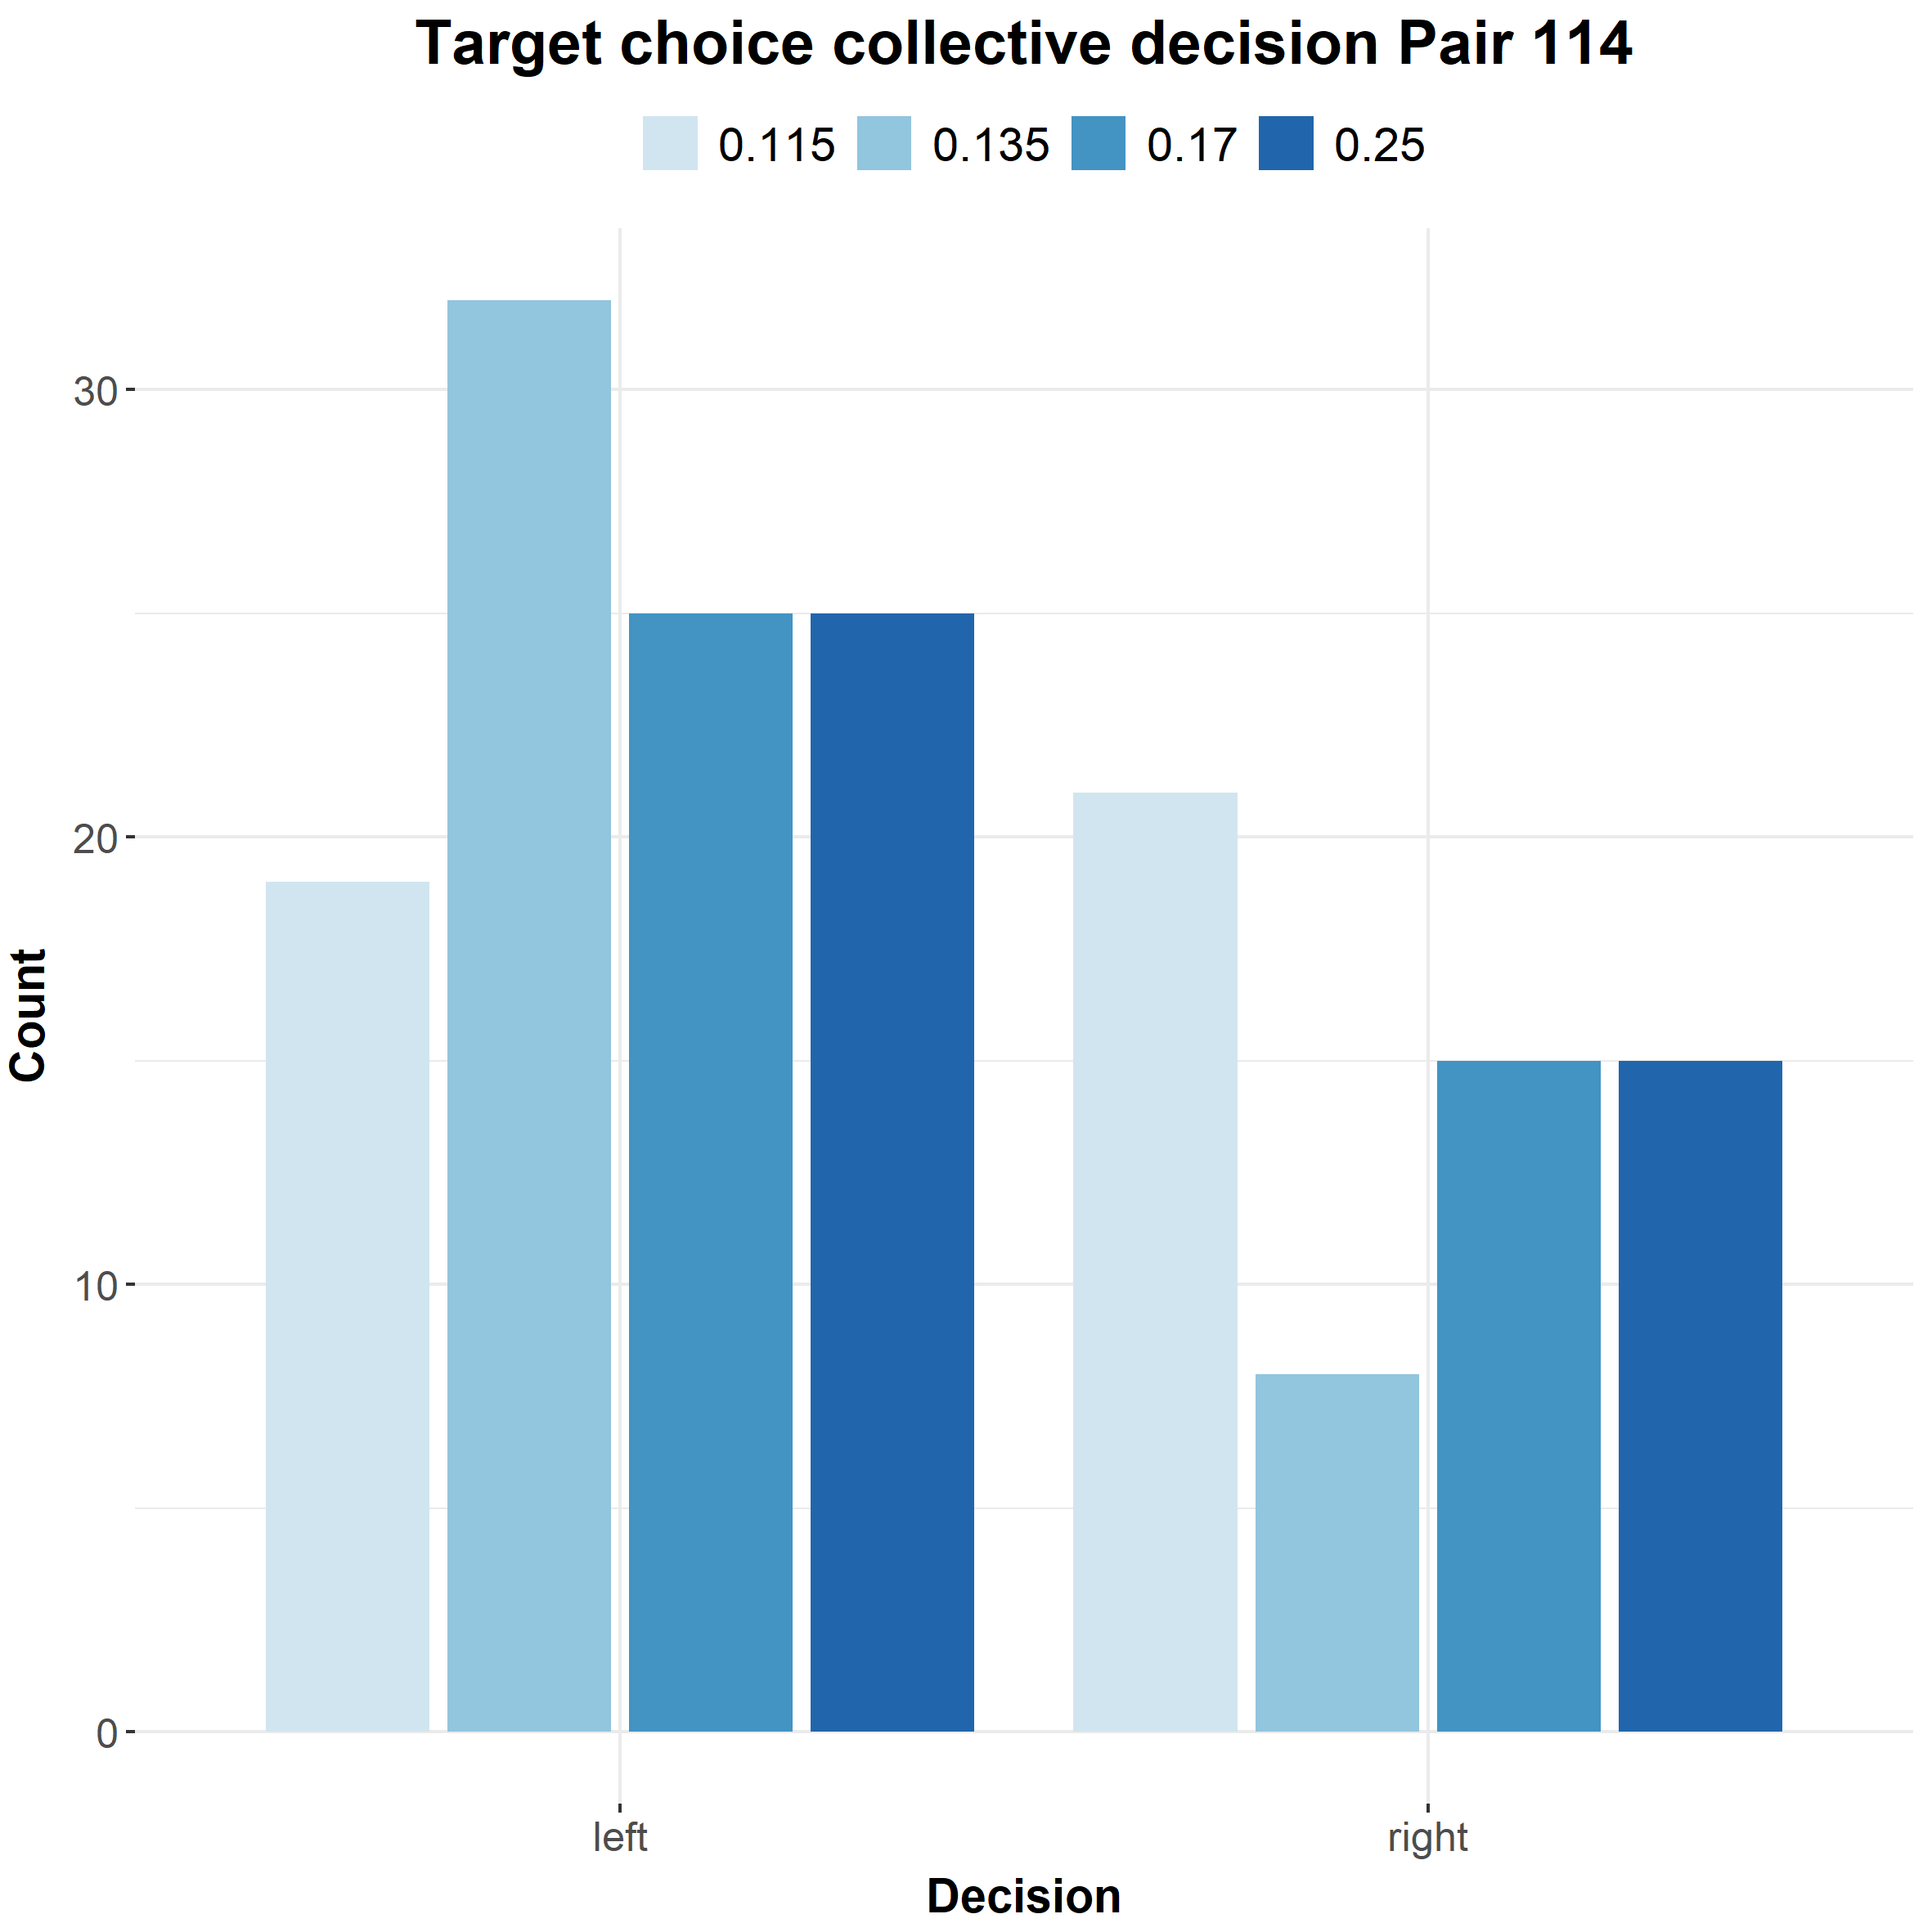 Target choice collective decision Pair 114
0.115 0.135 0.17 0.25
30
20
10
0
Count
left right
Decision